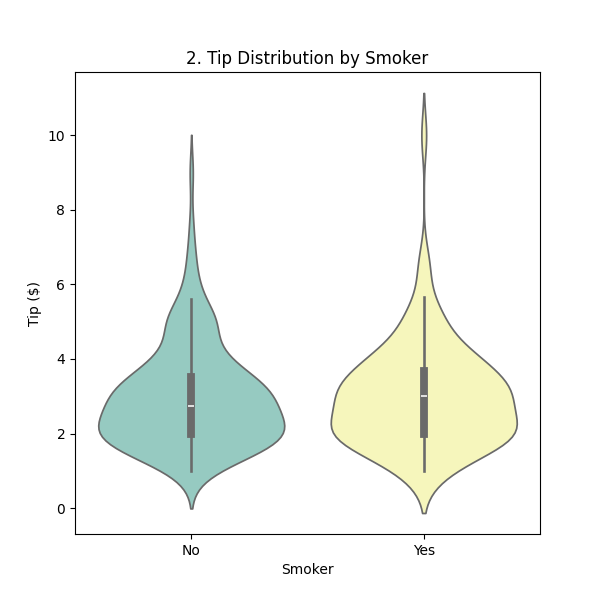 2. Tip Distribution by Smoker
10
8
6
4
2
0
Tip ($)
No
Yes
Smoker